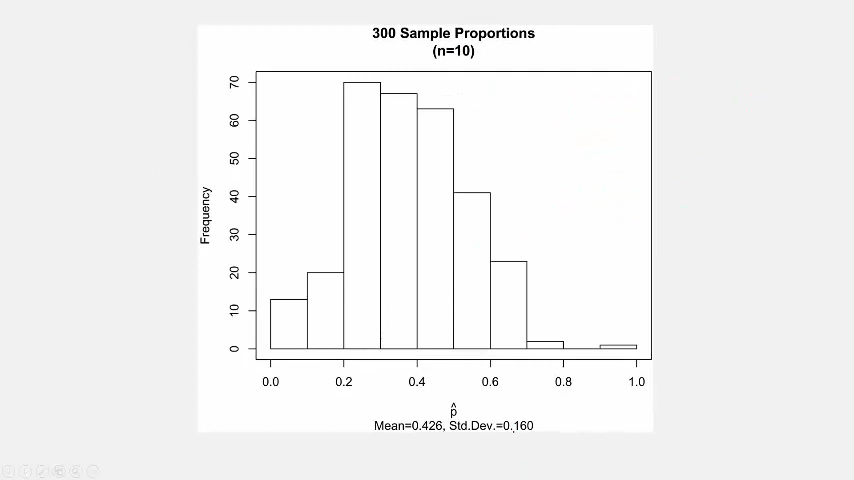 300 Sample Proportions
(n=10)
Frequency
70
60
50
40
30
20
10
0
0.0 0.2 0.4 0.6 0.8 1.0
p̂
Mean=0.426, Std.Dev.=0.160